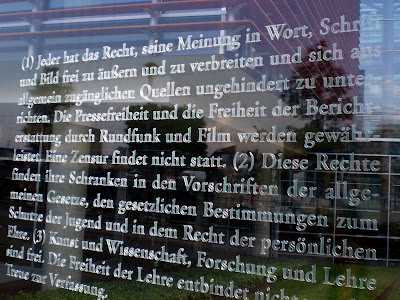 (1) Jeder hat das Recht, seine Meinung in Wort, Schrift
und Bild frei zu äußern und zu verbreiten und sich aus
allgemein zugänglichen Quellen ungehindert zu unter-
richten. Die Pressefreiheit und die Freiheit der Bericht-
erstattung durch Rundfunk und Film werden gewähr-
leistet. Eine Zensur findet nicht statt. (2) Diese Rechte
finden ihre Schranken in den Vorschriften der allge-
meinen Gesetze, den gesetzlichen Bestimmungen zum
Schutze der Jugend und in dem Recht der persönlichen
Ehre. (3) Kunst und Wissenschaft, Forschung und Lehre
sind frei. Die Freiheit der Lehre entbindet nicht von der
Treue zur Verfassung.